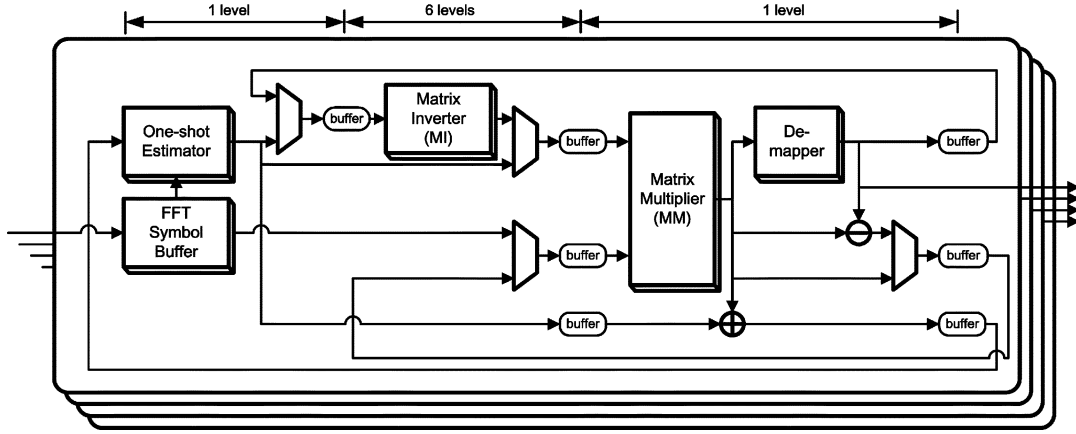 1 level
6 levels
1 level
One-shot
Estimator
buffer
Matrix
Inverter
(MI)
buffer
Matrix
Multiplier
(MM)
De-
mapper
buffer
FFT
Symbol
Buffer
buffer
buffer
buffer
buffer